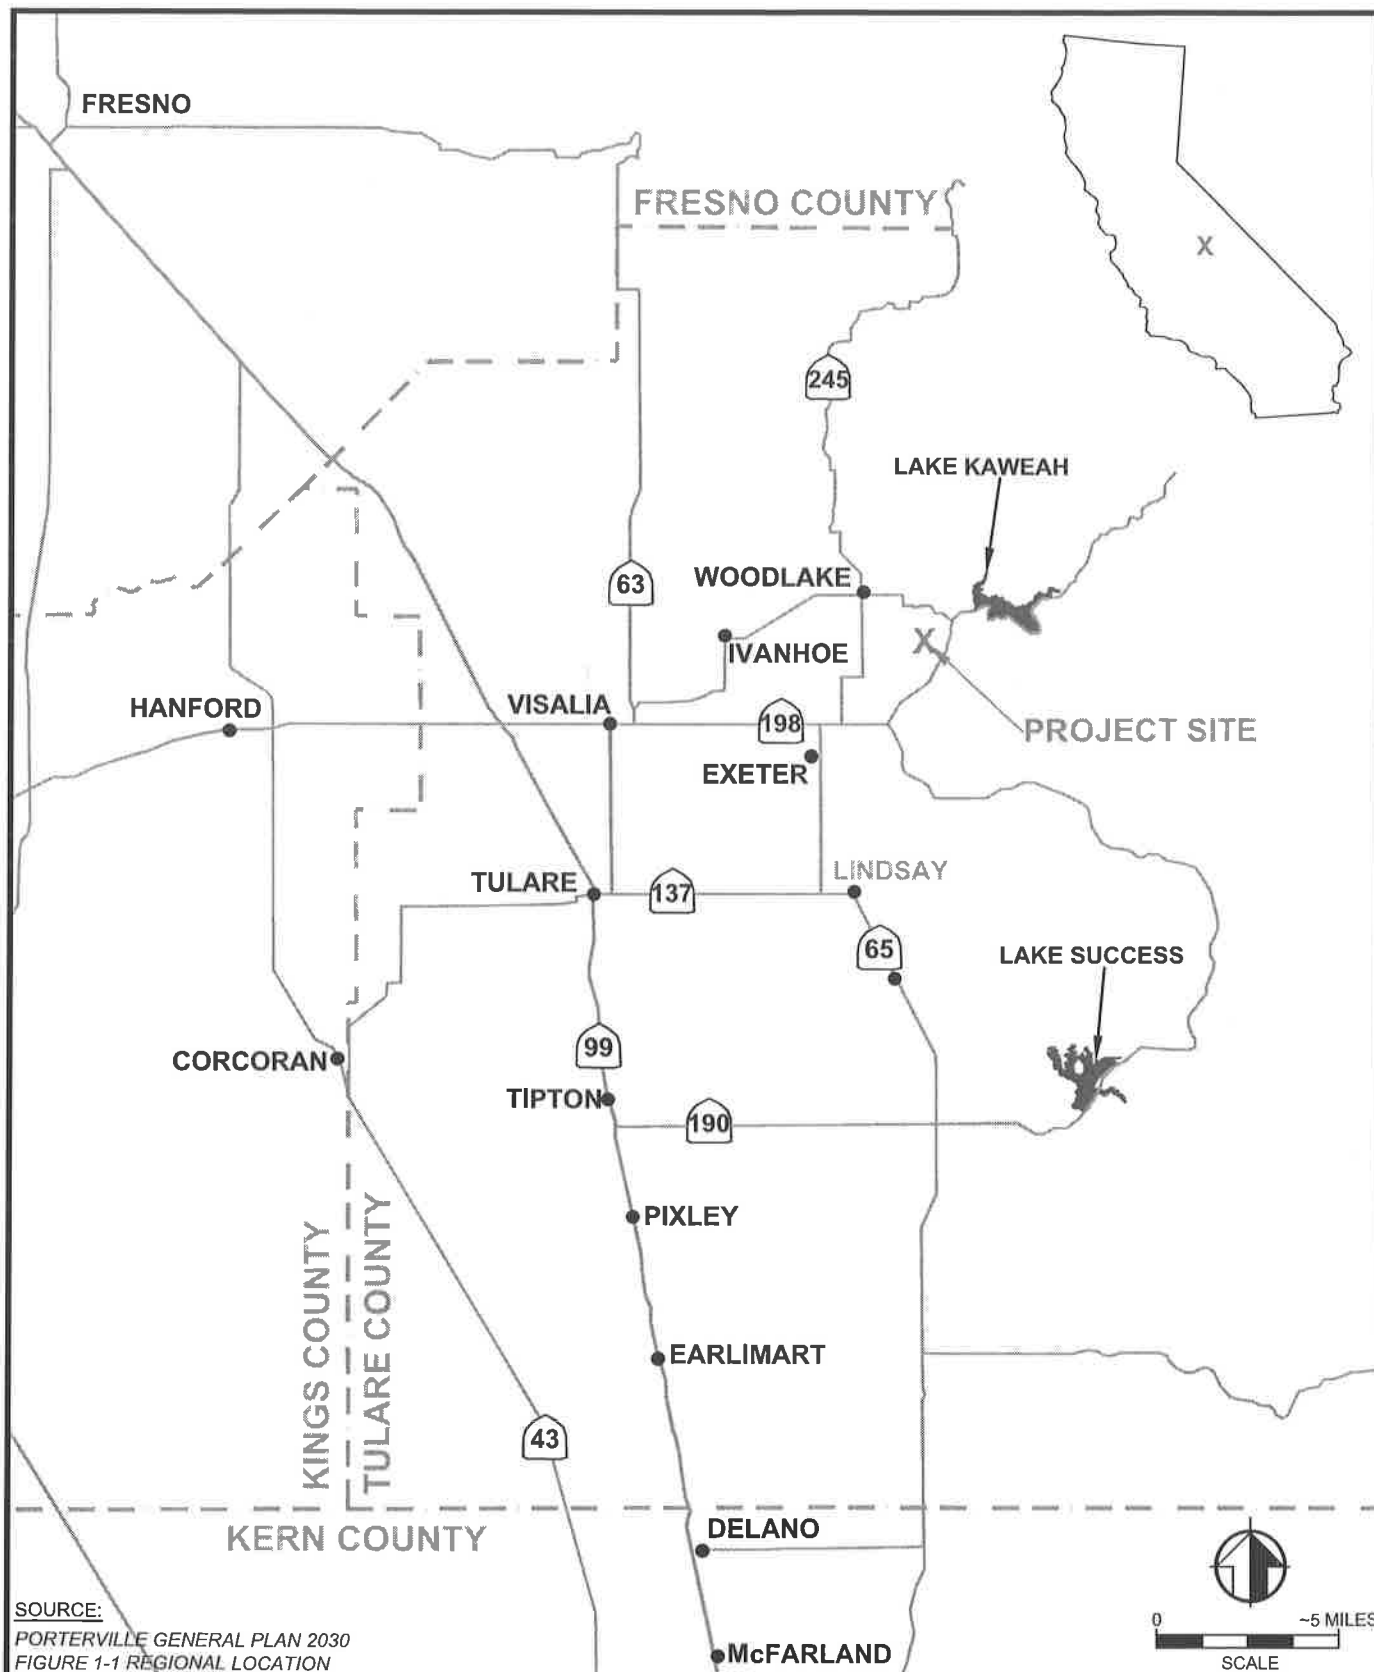 FRESNO
FRESNO COUNTY
X
245
LAKE KAWEAH
63
WOODLAKE
IVANHOE
X
HANFORD
VISALIA
198
PROJECT SITE
EXETER
TULARE
137
LINDSAY
65
LAKE SUCCESS
99
CORCORAN
TIPTON
190
PIXLEY
KINGS COUNTY
TULARE COUNTY
EARLIMART
43
KERN COUNTY
DELANO
SOURCE:
PORTERVILLE GENERAL PLAN 2030
FIGURE 1-1 REGIONAL LOCATION
McFARLAND
0 ~5 MILES
SCALE